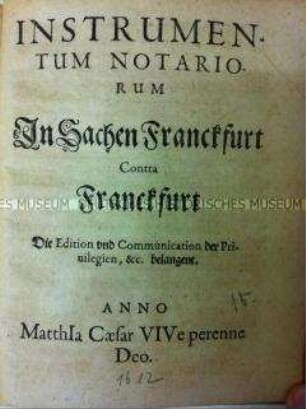 INSTRUMEN-
TUM NOTARIO-
RUM
In Sachen Franckfurt
Contra
Franckfurt
Die Edition vnd Communication der Pri-
uilegien, &c. belangent.
ANNO
MatthIa Cæsar VIVe perenne
Deo.
15.
1612